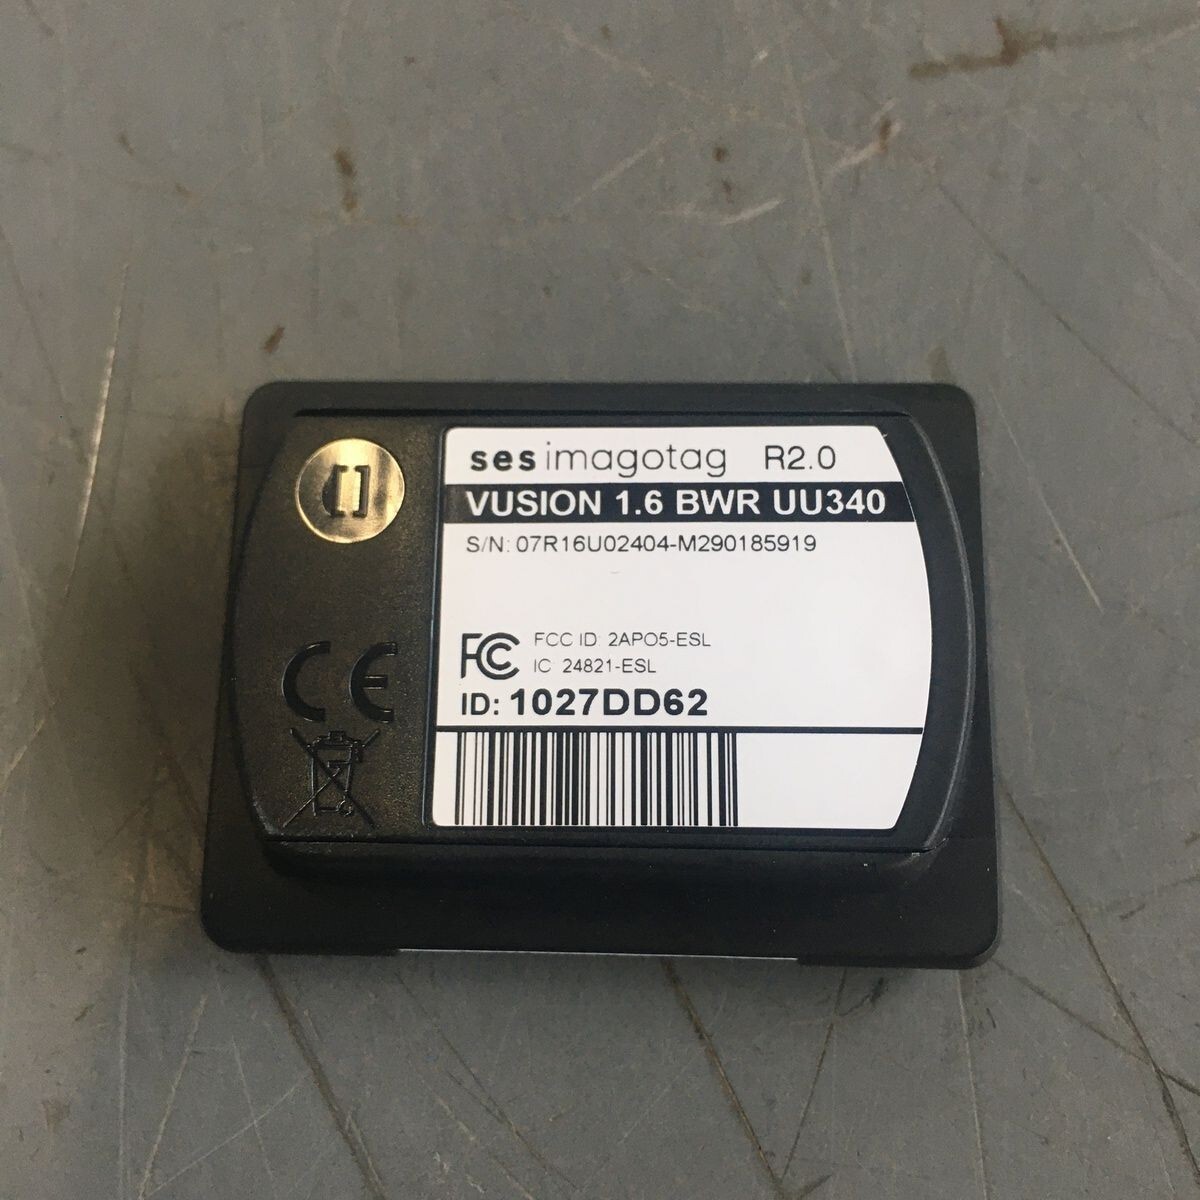 ses imagotag R2.0
VUSION 1.6 BWR UU340
S/N: 07R16U02404-M290185919
FC FCC ID: 2APO5-ESL
IC: 24821-ESL
ID: 1027DD62
CE